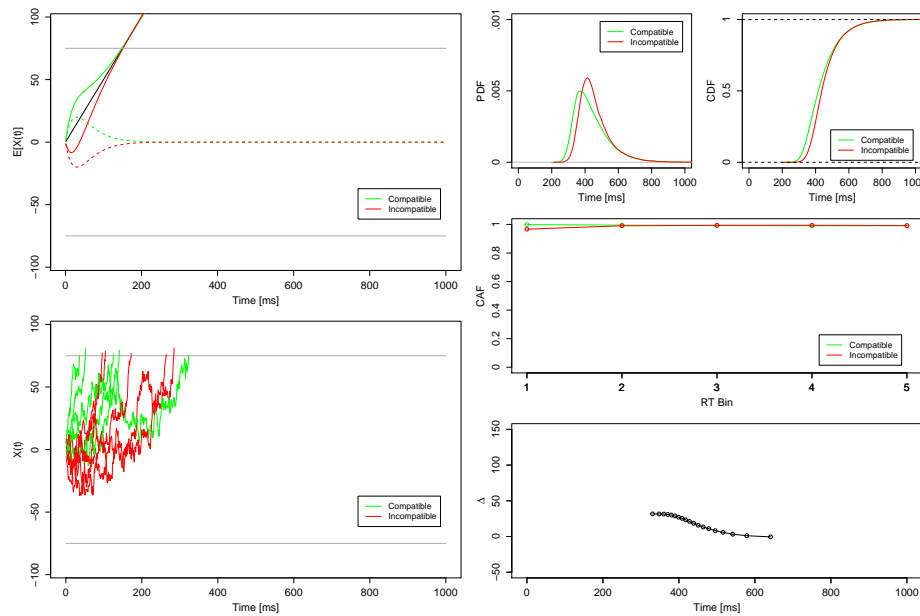 E[X(t)]
100
50
0
−50
−100
Compatible
Incompatible
0 200 400 600 800 1000
Time [ms]
X(t)
100
50
0
−50
−100
Compatible
Incompatible
0 200 400 600 800 1000
Time [ms]
PDF
.001
.005
0
Compatible
Incompatible
0 200 400 600 800 1000
Time [ms]
CDF
1
0.5
0
Compatible
Incompatible
0 200 400 600 800 1000
Time [ms]
CAF
1
0.8
0.6
0.4
0.2
0
Compatible
Incompatible
1 2 3 4 5
RT Bin
Δ
150
100
50
0
−50
0 200 400 600 800 1000
Time [ms]